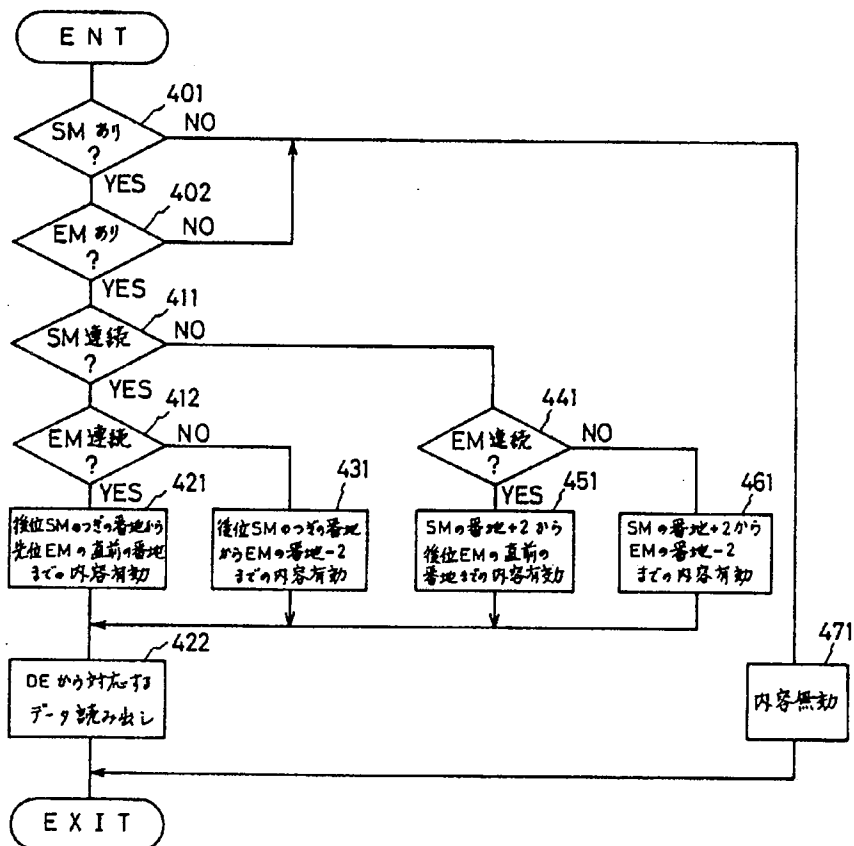 ENT
401
SMあり
?
NO
YES
402
EMあり
?
NO
YES
411
SM連続
?
NO
YES
412
EM連続
?
NO
YES
441
EM連続
?
NO
YES
421
後位SMのつぎの番地から
先位EMの直前の番地
までの内容有効
431
後位SMのつぎの番地
からEMの番地-2
までの内容有効
451
SMの番地+2から
後位EMの直前の
番地までの内容有効
461
SMの番地+2から
EMの番地-2
までの内容有効
422
DEから対応する
データ読み出し
471
内容無効
EXIT